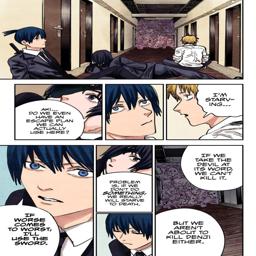 I'M
STARV-
ING...
AKI...
DO WE EVEN
HAVE AN
ESCAPE PLAN
WE CAN
ACTUALLY
USE HERE?
IF WE
TAKE THE
DEVIL AT
ITS WORD,
WE CAN'T
KILL IT.
PROBLEM
IS, IF WE
DON'T DO
SOMETHING,
WE REALLY
WILL STARVE
TO DEATH.
IF
WORSE
COMES
TO WORST,
I'LL
USE THE
SWORD.
BUT WE
AREN'T ABOUT
TO KILL DENJI,
EITHER.